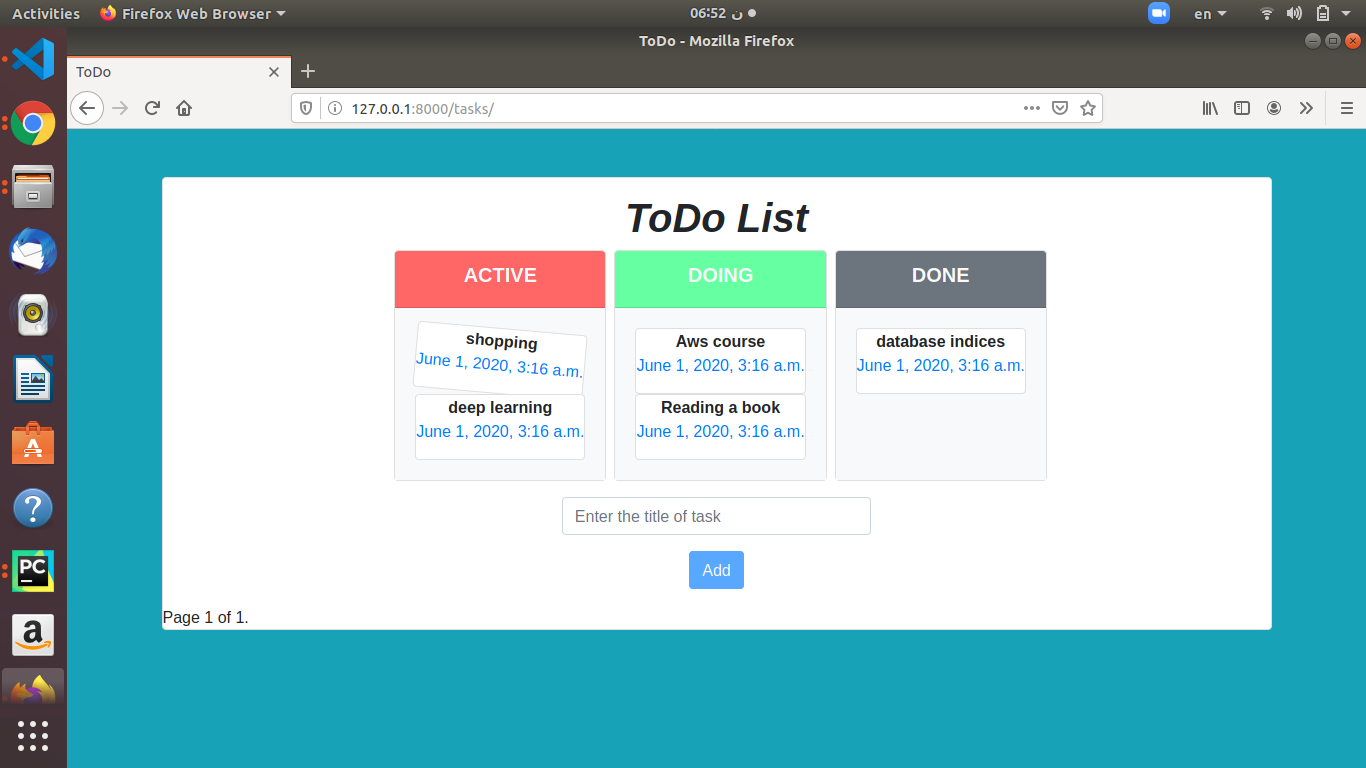 Activities Firefox Web Browser ن 06:52 en
ToDo - Mozilla Firefox
ToDo
127.0.0.1:8000/tasks/
ToDo List
ACTIVE DOING DONE
shopping
June 1, 2020, 3:16 a.m.
deep learning
June 1, 2020, 3:16 a.m.
Aws course
June 1, 2020, 3:16 a.m.
Reading a book
June 1, 2020, 3:16 a.m.
database indices
June 1, 2020, 3:16 a.m.
Enter the title of task
Add
Page 1 of 1.
PC
a
A
?